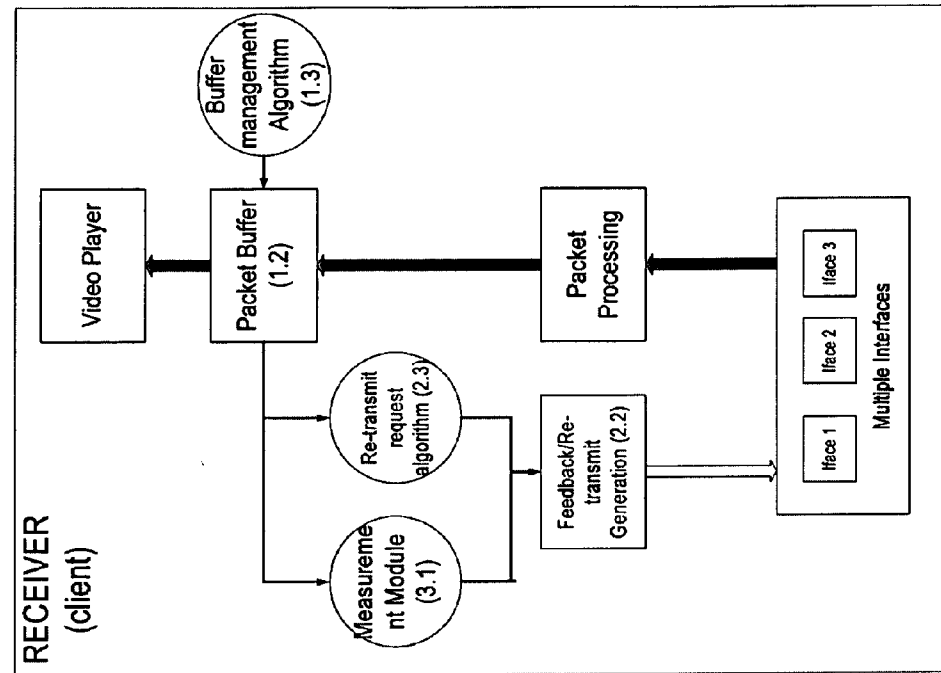 RECEIVER
(client)
Video Player
Packet Buffer
(1.2)
Buffer
management
Algorithm
(1.3)
Measureme
nt Module
(3.1)
Re-transmit
request
algorithm (2.3)
Feedback/Re-
transmit
Generation (2.2)
Packet
Processing
Iface 1
Iface 2
Iface 3
Multiple Interfaces